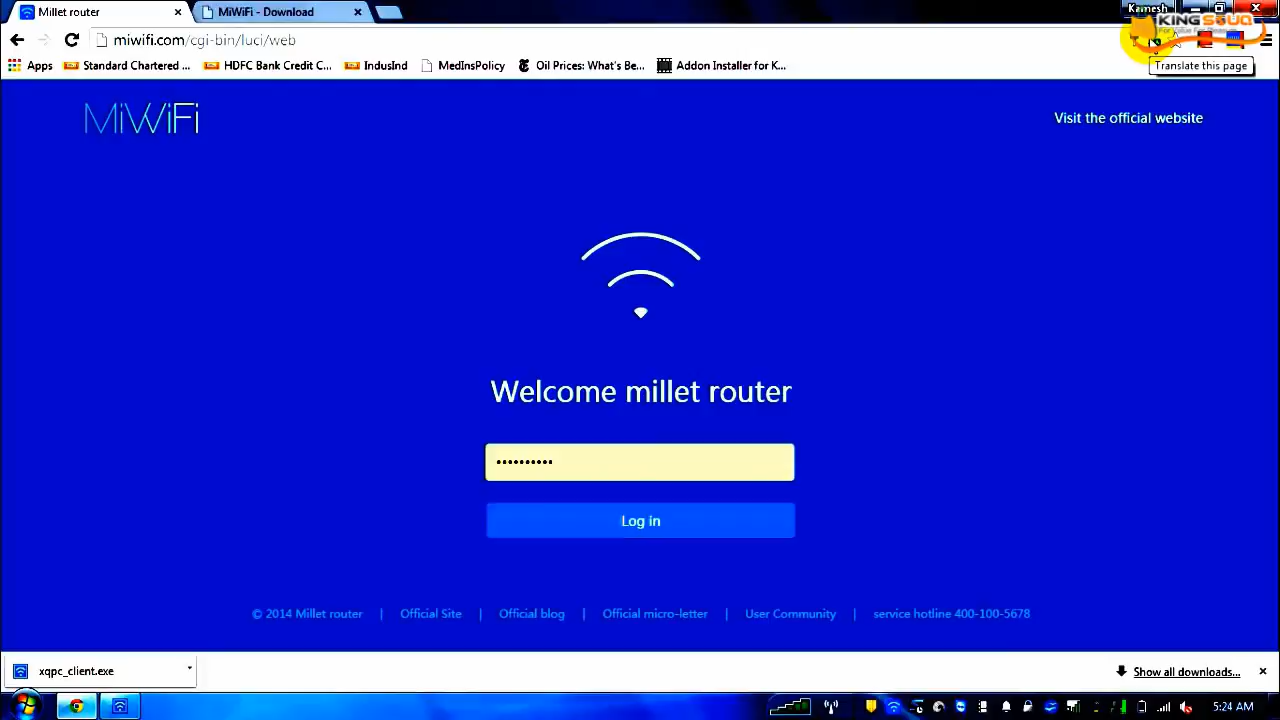 Millet router
MiWiFi - Download
Kamesh
miwifi.com/cgi-bin/luci/web
KING
Apps
Standard Chartered ...
HDFC Bank Credit C...
IndusInd
MedInsPolicy
Oil Prices: What's Be...
Addon Installer for K...
Translate this page
MiWiFi
Visit the official website
Welcome millet router
••••••••••
Log in
© 2014 Millet router | Official Site | Official blog | Official micro-letter | User Community | service hotline 400-100-5678
xqpc_client.exe
Show all downloads...
5:24 AM